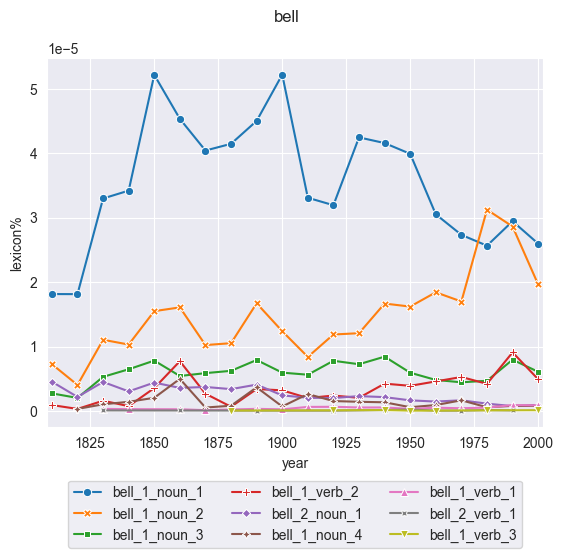 bell
1e−5
5
4
3
2
1
0
lexicon%
1825 1850 1875 1900 1925 1950 1975 2000
year
bell_1_noun_1 bell_1_verb_2 bell_1_verb_1
bell_1_noun_2 bell_2_noun_1 bell_2_verb_1
bell_1_noun_3 bell_1_noun_4 bell_1_verb_3